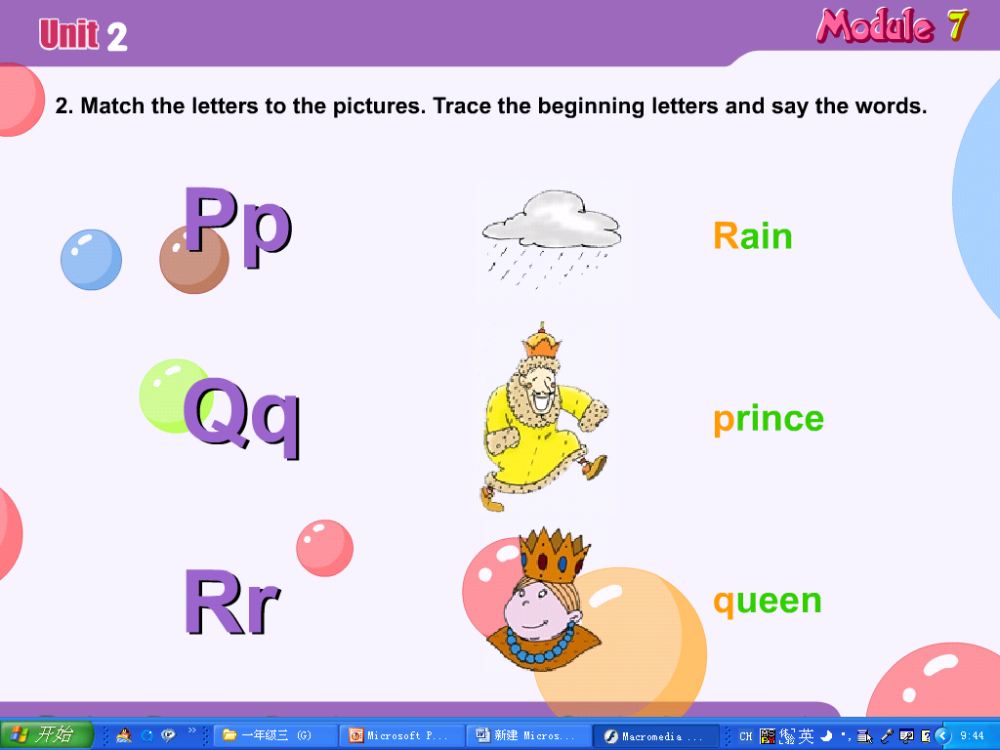 Unit 2
Module 7
2. Match the letters to the pictures. Trace the beginning letters and say the words.
Pp
Rain
Qq
prince
Rr
queen
开始
一年级三 (G)
Microsoft P...
新建 Micros...
Macromedia ...
CH
英
9:44